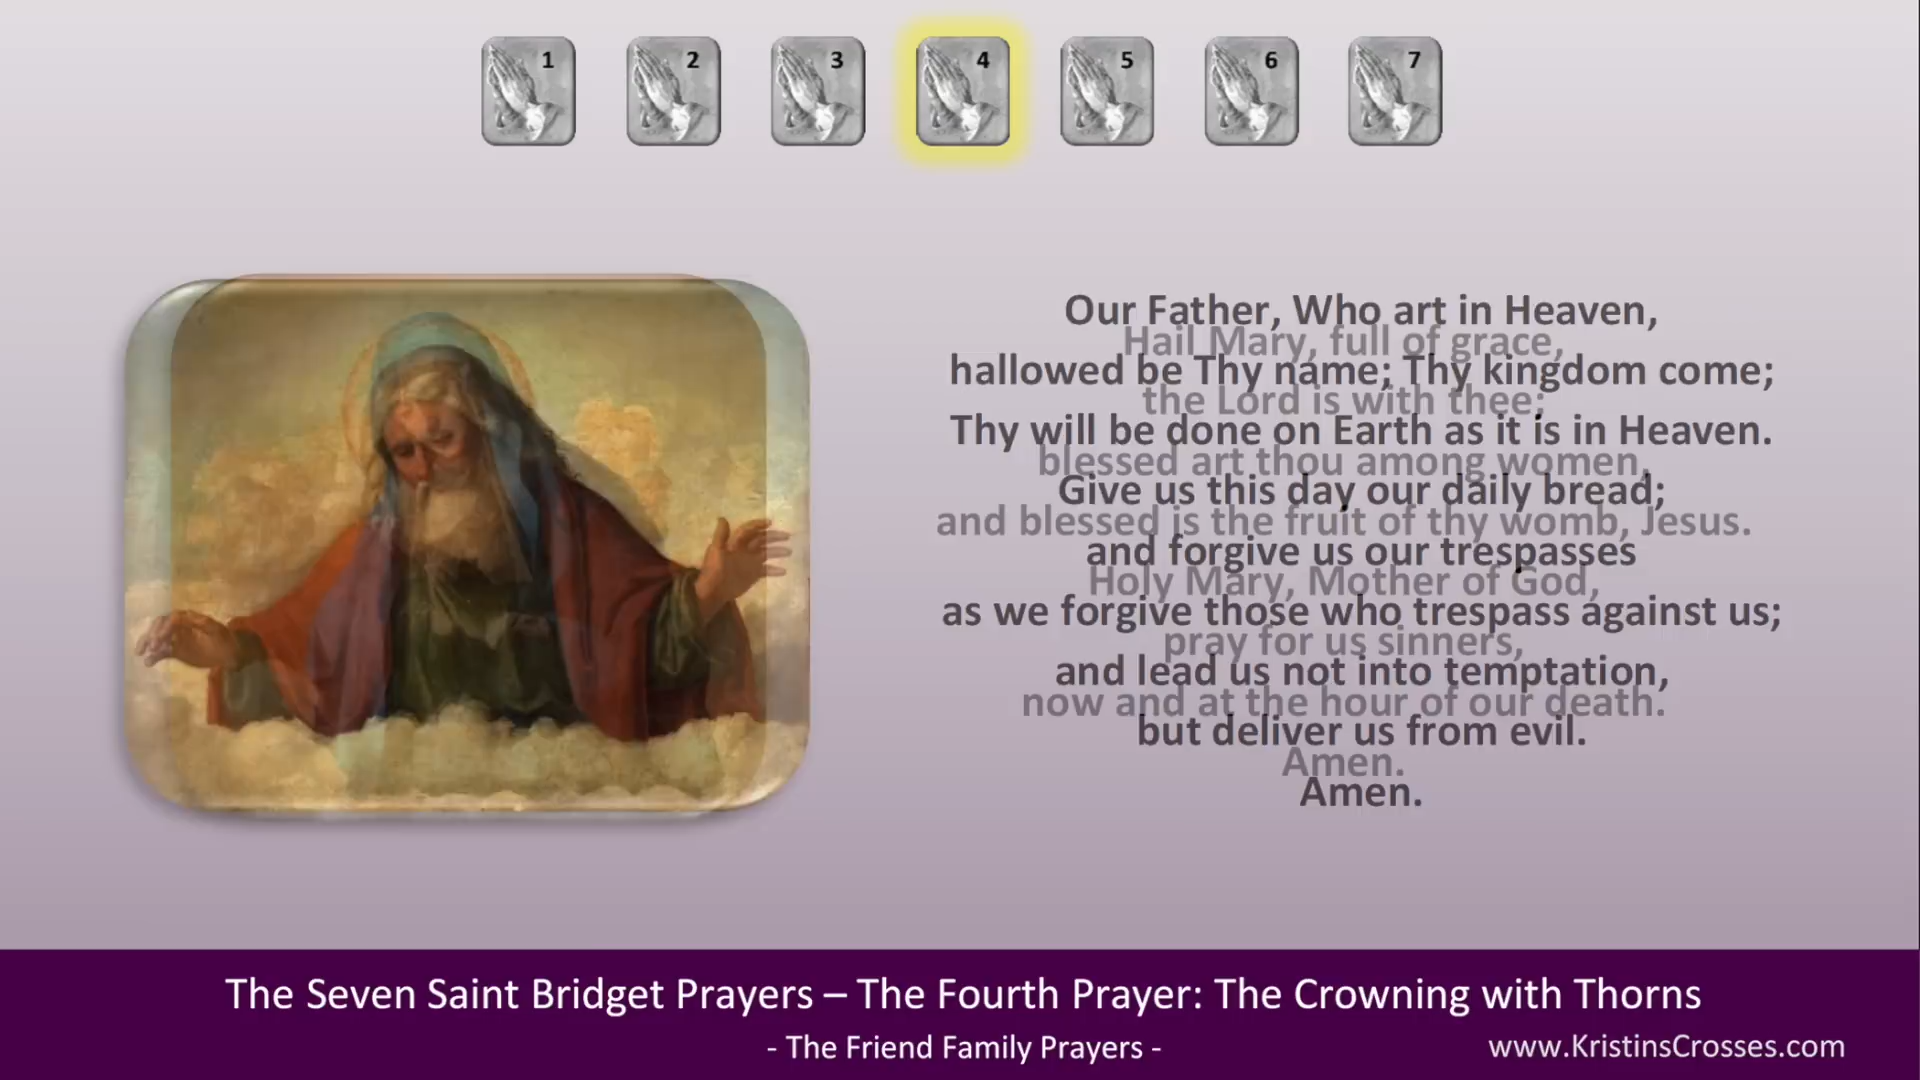 1 2 3 4 5 6 7
Our Father, Who art in Heaven,
Hail Mary, full of grace,
hallowed be Thy name; Thy kingdom come;
the Lord is with thee;
Thy will be done on Earth as it is in Heaven.
blessed art thou among women,
Give us this day our daily bread;
and blessed is the fruit of thy womb, Jesus.
and forgive us our trespasses
Holy Mary, Mother of God,
as we forgive those who trespass against us;
pray for us sinners,
and lead us not into temptation,
now and at the hour of our death.
but deliver us from evil.
Amen.
Amen.
The Seven Saint Bridget Prayers – The Fourth Prayer: The Crowning with Thorns
- The Friend Family Prayers -
www.KristinsCrosses.com